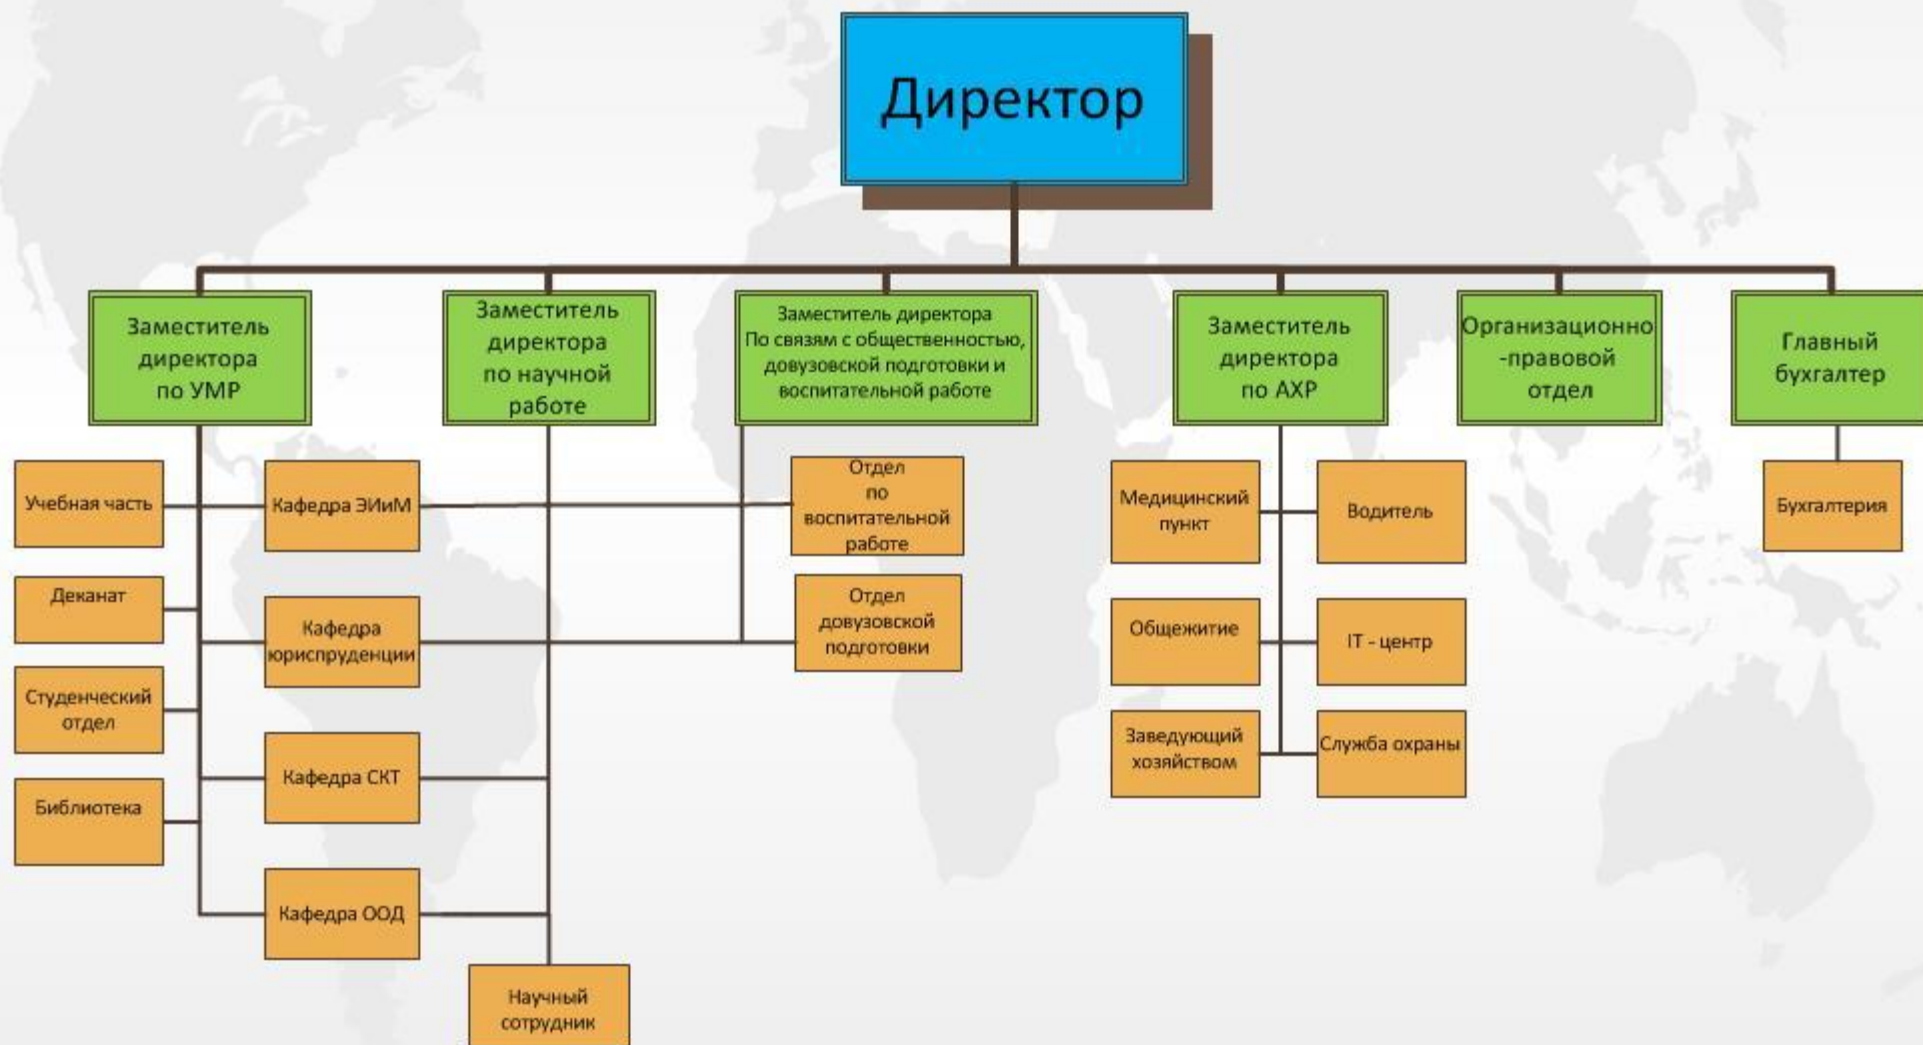 Директор
Заместитель
директора
по УМР
Заместитель
директора
по научной
работе
Заместитель директора
По связям с общественностью,
довузовской подготовки и
воспитательной работе
Заместитель
директора
по АХР
Организационно
-правовой
отдел
Главный
бухгалтер
Учебная часть
Кафедра ЭИиМ
Отдел
по
воспитательной
работе
Медицинский
пункт
Водитель
Бухгалтерия
Деканат
Кафедра
юриспруденции
Отдел
довузовской
подготовки
Общежитие
IT - центр
Студенческий
отдел
Кафедра СКТ
Заведующий
хозяйством
Служба охраны
Библиотека
Кафедра ООД
Научный
сотрудник